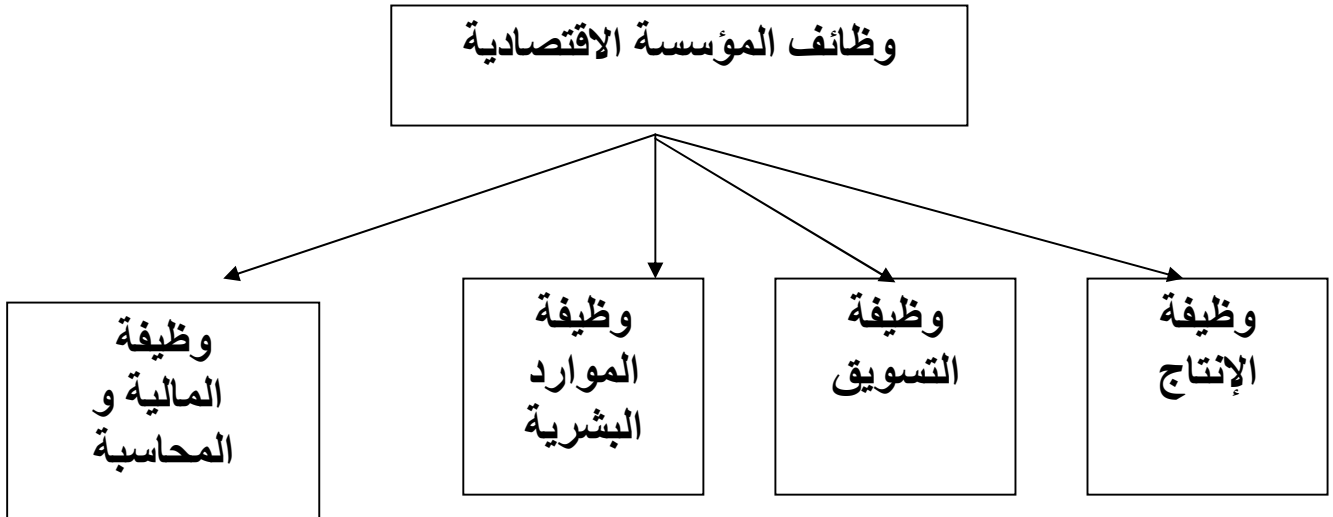 وظائف المؤسسة الاقتصادية
وظيفة
الإنتاج
وظيفة
التسويق
وظيفة
الموارد
البشرية
وظيفة
المالية و
المحاسبة